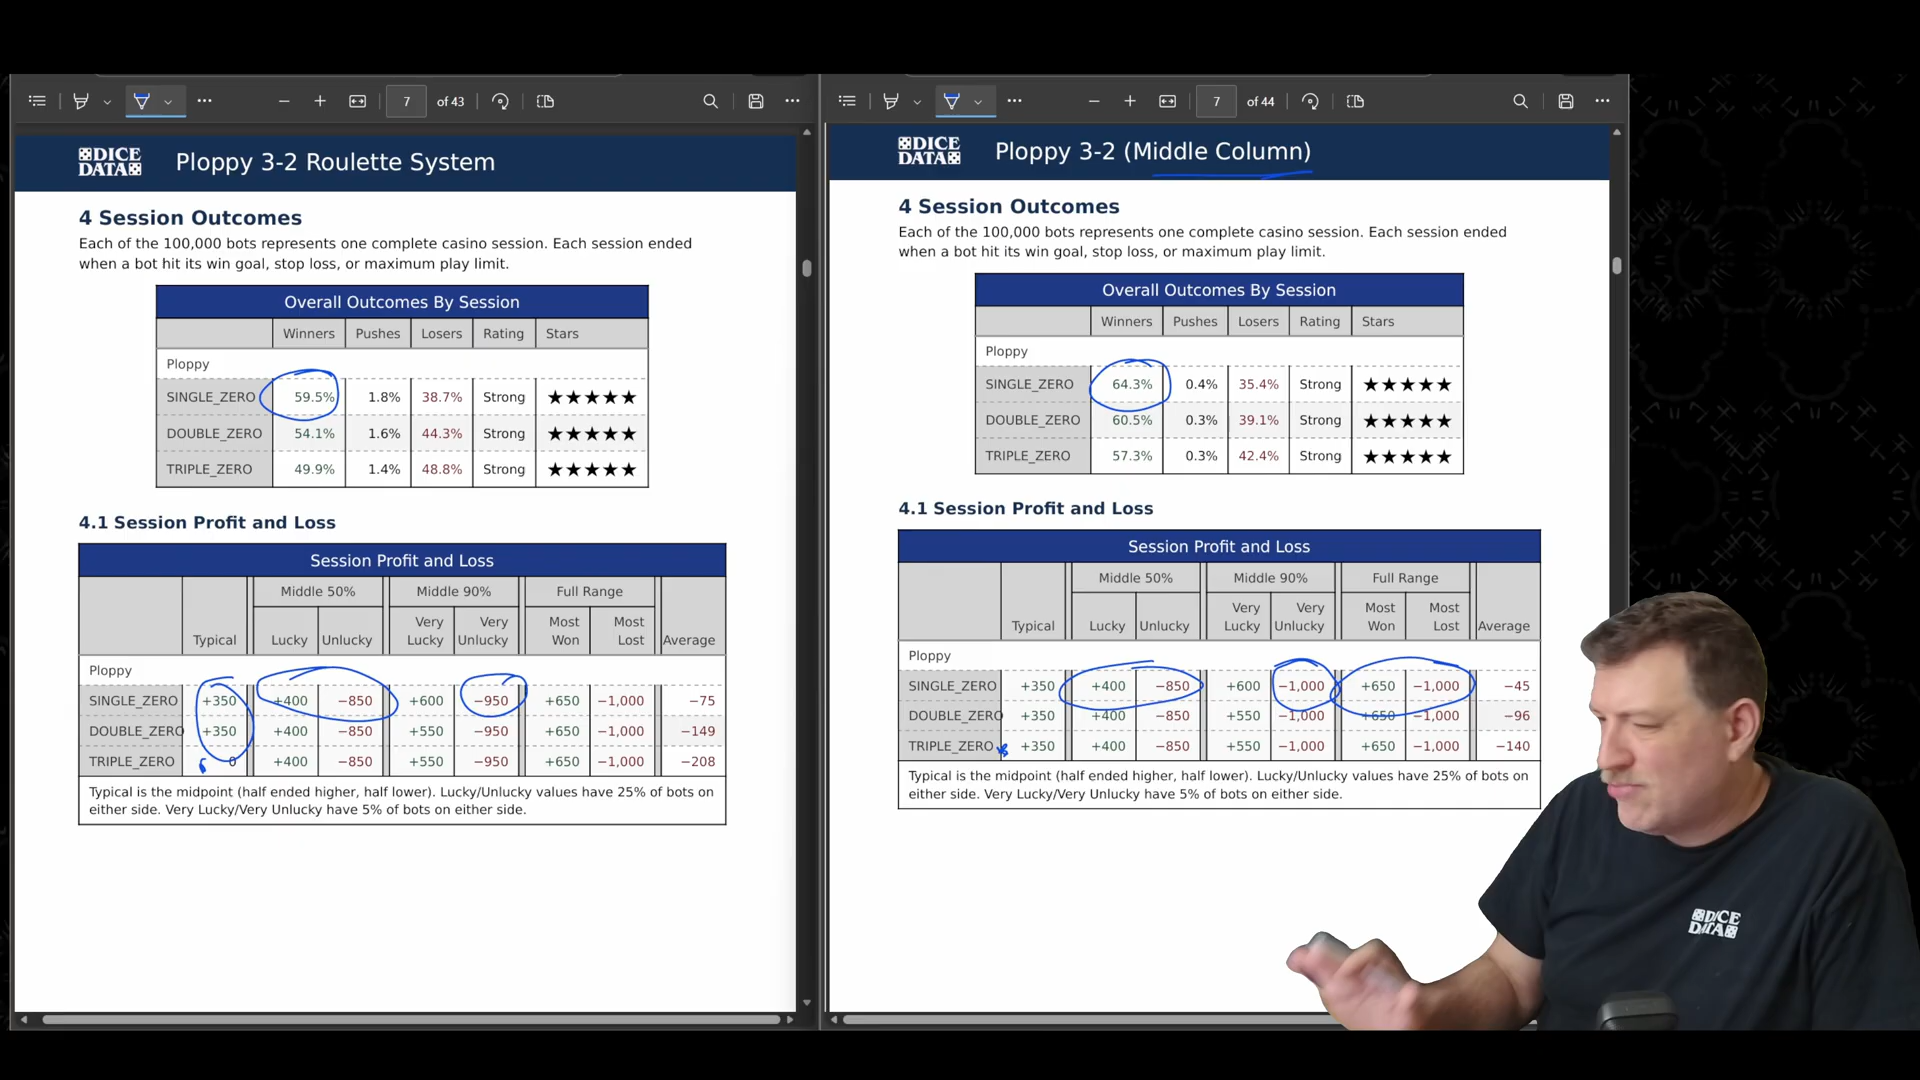 7 of 43
7 of 44
DICE DATA Ploppy 3-2 Roulette System
4 Session Outcomes
Each of the 100,000 bots represents one complete casino session. Each session ended
when a bot hit its win goal, stop loss, or maximum play limit.
Overall Outcomes By Session
Winners Pushes Losers Rating Stars
Ploppy
SINGLE_ZERO 59.5% 1.8% 38.7% Strong ★★★★★
DOUBLE_ZERO 54.1% 1.6% 44.3% Strong ★★★★★
TRIPLE_ZERO 49.9% 1.4% 48.8% Strong ★★★★★
4.1 Session Profit and Loss
Session Profit and Loss
Middle 50% Middle 90% Full Range
Typical Lucky Unlucky Very Lucky Very Unlucky Most Won Most Lost Average
Ploppy
SINGLE_ZERO +350 +400 −850 +600 −950 +650 −1,000 −75
DOUBLE_ZERO +350 +400 −850 +550 −950 +650 −1,000 −149
TRIPLE_ZERO 0 +400 −850 +550 −950 +650 −1,000 −208
Typical is the midpoint (half ended higher, half lower). Lucky/Unlucky values have 25% of bots on
either side. Very Lucky/Very Unlucky have 5% of bots on either side.
DICE DATA Ploppy 3-2 (Middle Column)
4 Session Outcomes
Each of the 100,000 bots represents one complete casino session. Each session ended
when a bot hit its win goal, stop loss, or maximum play limit.
Overall Outcomes By Session
Winners Pushes Losers Rating Stars
Ploppy
SINGLE_ZERO 64.3% 0.4% 35.4% Strong ★★★★★
DOUBLE_ZERO 60.5% 0.3% 39.1% Strong ★★★★★
TRIPLE_ZERO 57.3% 0.3% 42.4% Strong ★★★★★
4.1 Session Profit and Loss
Session Profit and Loss
Middle 50% Middle 90% Full Range
Typical Lucky Unlucky Very Lucky Very Unlucky Most Won Most Lost Average
Ploppy
SINGLE_ZERO +350 +400 −850 +600 −1,000 +650 −1,000 −45
DOUBLE_ZERO +350 +400 −850 +550 −1,000 +650 −1,000 −96
TRIPLE_ZERO +350 +400 −850 +550 −1,000 +650 −1,000 −140
Typical is the midpoint (half ended higher, half lower). Lucky/Unlucky values have 25% of bots on
either side. Very Lucky/Very Unlucky have 5% of bots on either side.
DICE
DATA